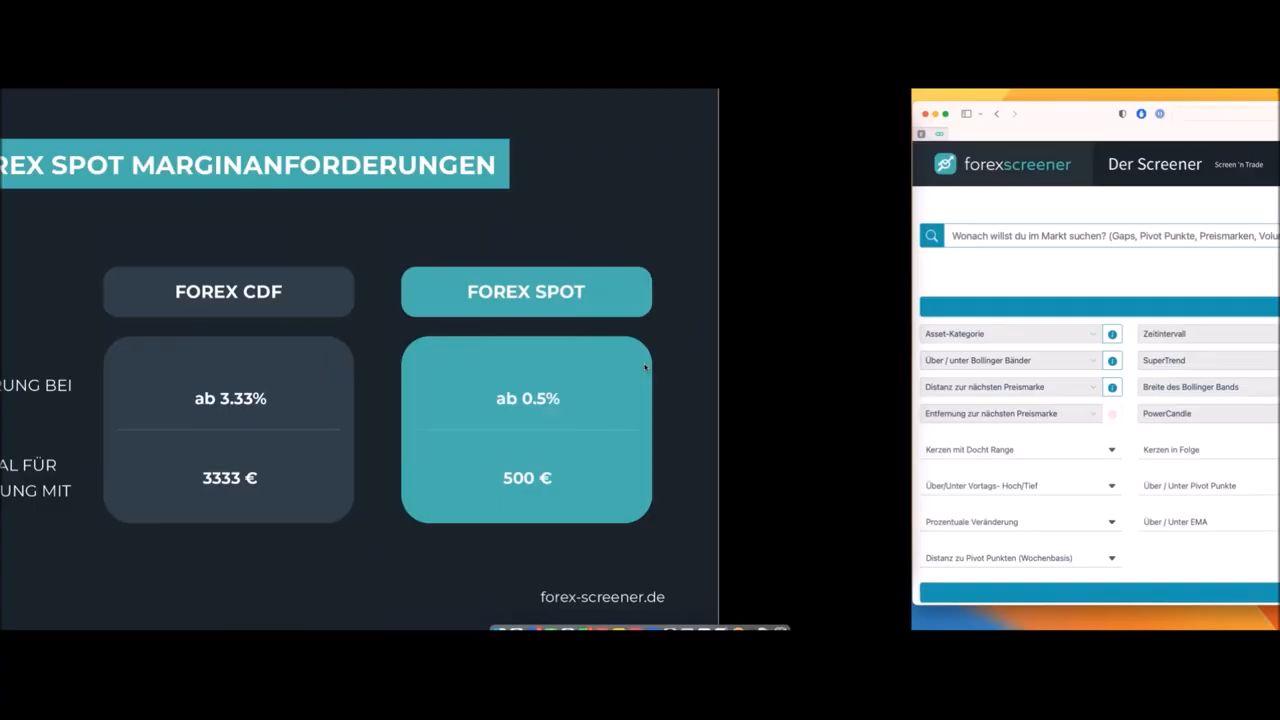 REX SPOT MARGINANFORDERUNGEN
FOREX CDF
FOREX SPOT
RUNG BEI
ab 3.33%
ab 0.5%
AL FÜR
UNG MIT
3333 €
500 €
forex-screener.de
forexscreener
Der Screener
Screen 'n Trade
Wonach willst du im Markt suchen? (Gaps, Pivot Punkte, Preismarken, Volu
Asset-Kategorie
Zeitintervall
Über / unter Bollinger Bänder
SuperTrend
Distanz zur nächsten Preismarke
Breite des Bollinger Bands
Entfernung zur nächsten Preismarke
PowerCandle
Kerzen mit Docht Range
Kerzen in Folge
Über/Unter Vortags- Hoch/Tief
Über / Unter Pivot Punkte
Prozentuale Veränderung
Über / Unter EMA
Distanz zu Pivot Punkten (Wochenbasis)